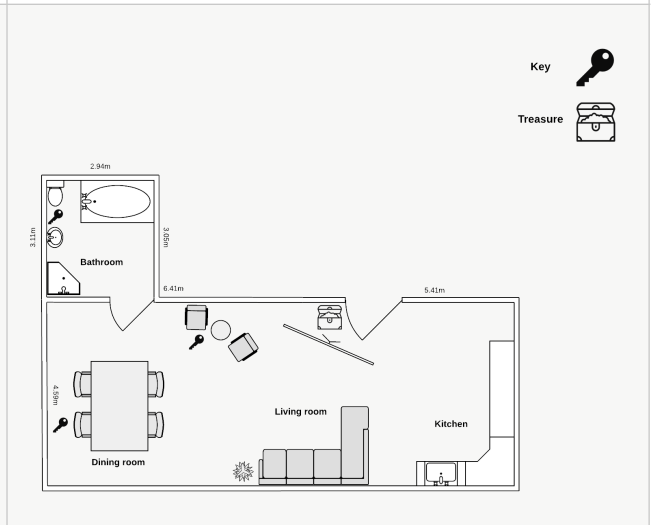 Key
Treasure
2.94m
3.11m
3.05m
Bathroom
6.41m
5.41m
4.59m
Living room
Kitchen
Dining room